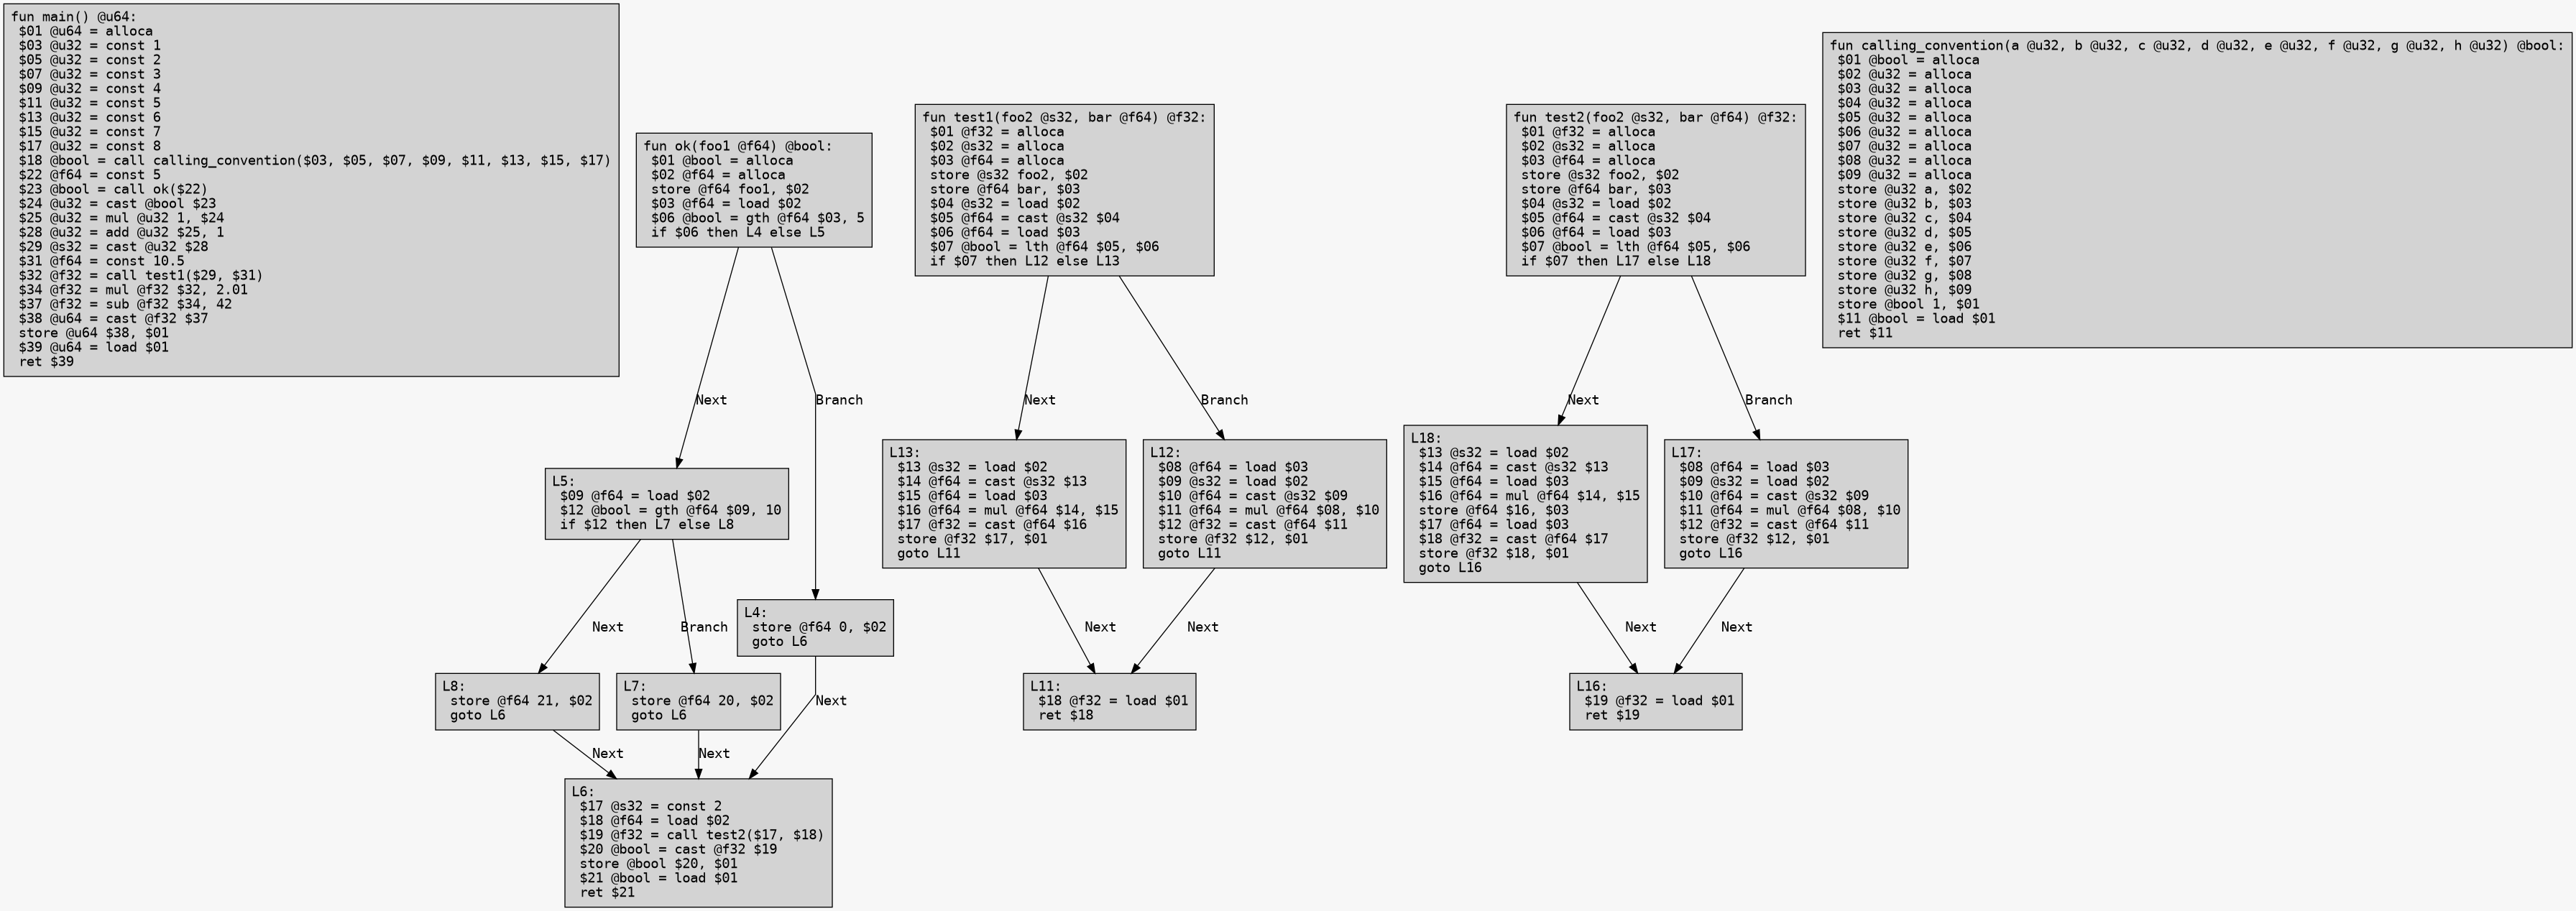 fun main() @u64:
$01 @u64 = alloca
$03 @u32 = const 1
$05 @u32 = const 2
$07 @u32 = const 3
$09 @u32 = const 4
$11 @u32 = const 5
$13 @u32 = const 6
$15 @u32 = const 7
$17 @u32 = const 8
$18 @bool = call calling_convention($03, $05, $07, $09, $11, $13, $15, $17)
$22 @f64 = const 5
$23 @bool = call ok($22)
$24 @u32 = cast @bool $23
$25 @u32 = mul @u32 1, $24
$28 @u32 = add @u32 $25, 1
$29 @s32 = cast @u32 $28
$31 @f64 = const 10.5
$32 @f32 = call test1($29, $31)
$34 @f32 = mul @f32 $32, 2.01
$37 @f32 = sub @f32 $34, 42
$38 @u64 = cast @f32 $37
store @u64 $38, $01
$39 @u64 = load $01
ret $39
fun ok(foo1 @f64) @bool:
$01 @bool = alloca
$02 @f64 = alloca
store @f64 foo1, $02
$03 @f64 = load $02
$06 @bool = gth @f64 $03, 5
if $06 then L4 else L5
Next
Branch
L5:
$09 @f64 = load $02
$12 @bool = gth @f64 $09, 10
if $12 then L7 else L8
Next
Branch
L4:
store @f64 0, $02
goto L6
L8:
store @f64 21, $02
goto L6
L7:
store @f64 20, $02
goto L6
Next
Next
Next
L6:
$17 @s32 = const 2
$18 @f64 = load $02
$19 @f32 = call test2($17, $18)
$20 @bool = cast @f32 $19
store @bool $20, $01
$21 @bool = load $01
ret $21
fun test1(foo2 @s32, bar @f64) @f32:
$01 @f32 = alloca
$02 @s32 = alloca
$03 @f64 = alloca
store @s32 foo2, $02
store @f64 bar, $03
$04 @s32 = load $02
$05 @f64 = cast @s32 $04
$06 @f64 = load $03
$07 @bool = lth @f64 $05, $06
if $07 then L12 else L13
Next
Branch
L13:
$13 @s32 = load $02
$14 @f64 = cast @s32 $13
$15 @f64 = load $03
$16 @f64 = mul @f64 $14, $15
$17 @f32 = cast @f64 $16
store @f32 $17, $01
goto L11
L12:
$08 @f64 = load $03
$09 @s32 = load $02
$10 @f64 = cast @s32 $09
$11 @f64 = mul @f64 $08, $10
$12 @f32 = cast @f64 $11
store @f32 $12, $01
goto L11
Next
Next
L11:
$18 @f32 = load $01
ret $18
fun test2(foo2 @s32, bar @f64) @f32:
$01 @f32 = alloca
$02 @s32 = alloca
$03 @f64 = alloca
store @s32 foo2, $02
store @f64 bar, $03
$04 @s32 = load $02
$05 @f64 = cast @s32 $04
$06 @f64 = load $03
$07 @bool = lth @f64 $05, $06
if $07 then L17 else L18
Next
Branch
L18:
$13 @s32 = load $02
$14 @f64 = cast @s32 $13
$15 @f64 = load $03
$16 @f64 = mul @f64 $14, $15
store @f64 $16, $03
$17 @f64 = load $03
$18 @f32 = cast @f64 $17
store @f32 $18, $01
goto L16
L17:
$08 @f64 = load $03
$09 @s32 = load $02
$10 @f64 = cast @s32 $09
$11 @f64 = mul @f64 $08, $10
$12 @f32 = cast @f64 $11
store @f32 $12, $01
goto L16
Next
Next
L16:
$19 @f32 = load $01
ret $19
fun calling_convention(a @u32, b @u32, c @u32, d @u32, e @u32, f @u32, g @u32, h @u32) @bool:
$01 @bool = alloca
$02 @u32 = alloca
$03 @u32 = alloca
$04 @u32 = alloca
$05 @u32 = alloca
$06 @u32 = alloca
$07 @u32 = alloca
$08 @u32 = alloca
$09 @u32 = alloca
store @u32 a, $02
store @u32 b, $03
store @u32 c, $04
store @u32 d, $05
store @u32 e, $06
store @u32 f, $07
store @u32 g, $08
store @u32 h, $09
store @bool 1, $01
$11 @bool = load $01
ret $11